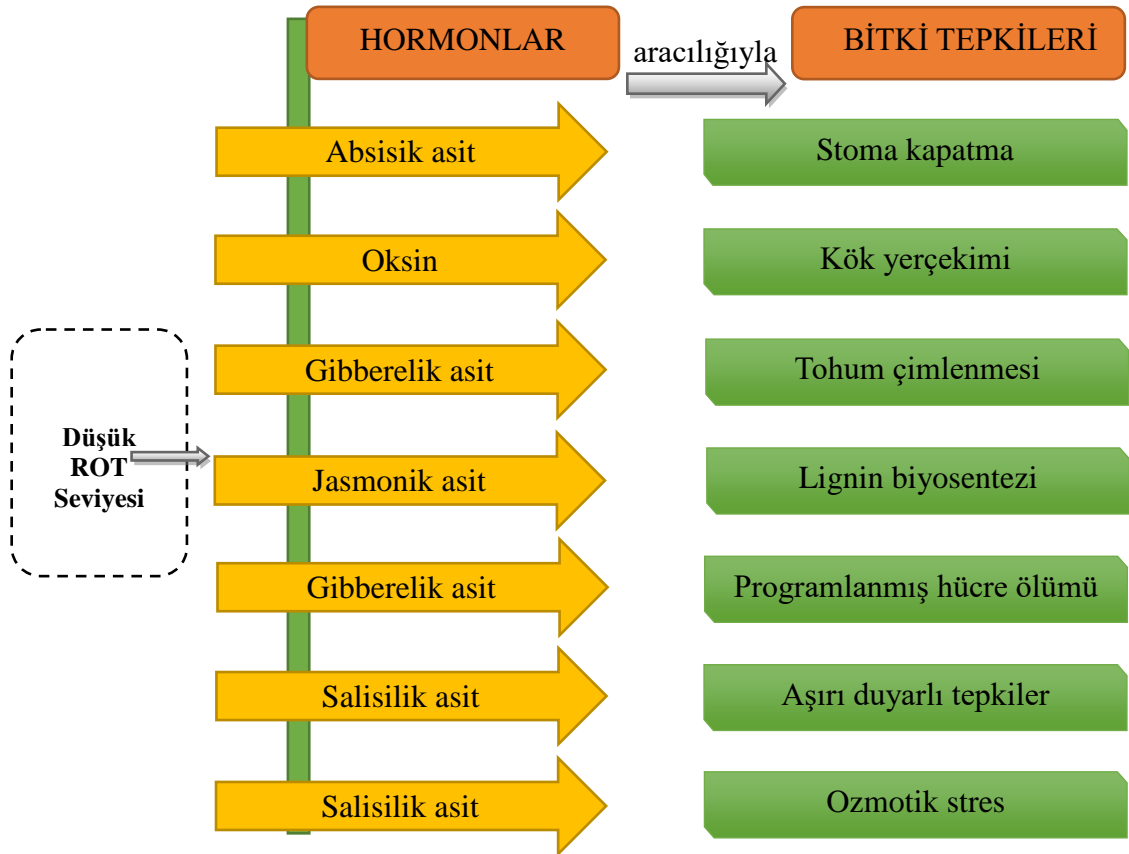 HORMONLAR
aracılığıyla
BİTKİ TEPKİLERİ
Absisik asit
Stoma kapatma
Oksin
Kök yerçekimi
Gibberelik asit
Tohum çimlenmesi
Düşük
ROT
Seviyesi
Jasmonik asit
Lignin biyosentezi
Gibberelik asit
Programlanmış hücre ölümü
Salisilik asit
Aşırı duyarlı tepkiler
Salisilik asit
Ozmotik stres